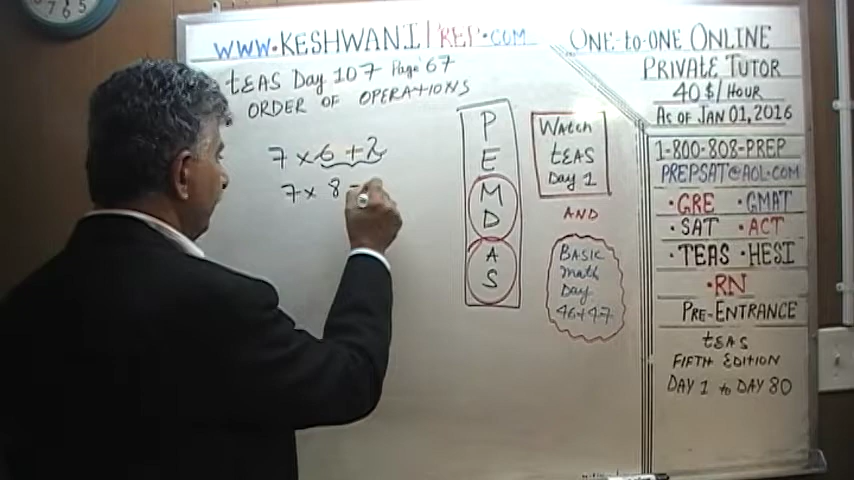 7 6 5
www.KESHWANIPREP.COM
TEAS Day 107 Page 67
ORDER OF OPERATIONS
7 × 6 + 2
7 × 8 =
P
E
M
D
A
S
Watch
tEAS
Day 1
AND
BASIC
math
Day
46+47
ONE-to-ONE ONLINE
PRIVATE TUTOR
40$/HOUR
As of JAN 01, 2016
1-800-808-PREP
PREPSAT@AOL.COM
•GRE •GMAT
•SAT •ACT
•TEAS •HESI
•RN
PRE-ENTRANCE
tEAS
FIFTH EDITION
DAY 1 to DAY 80